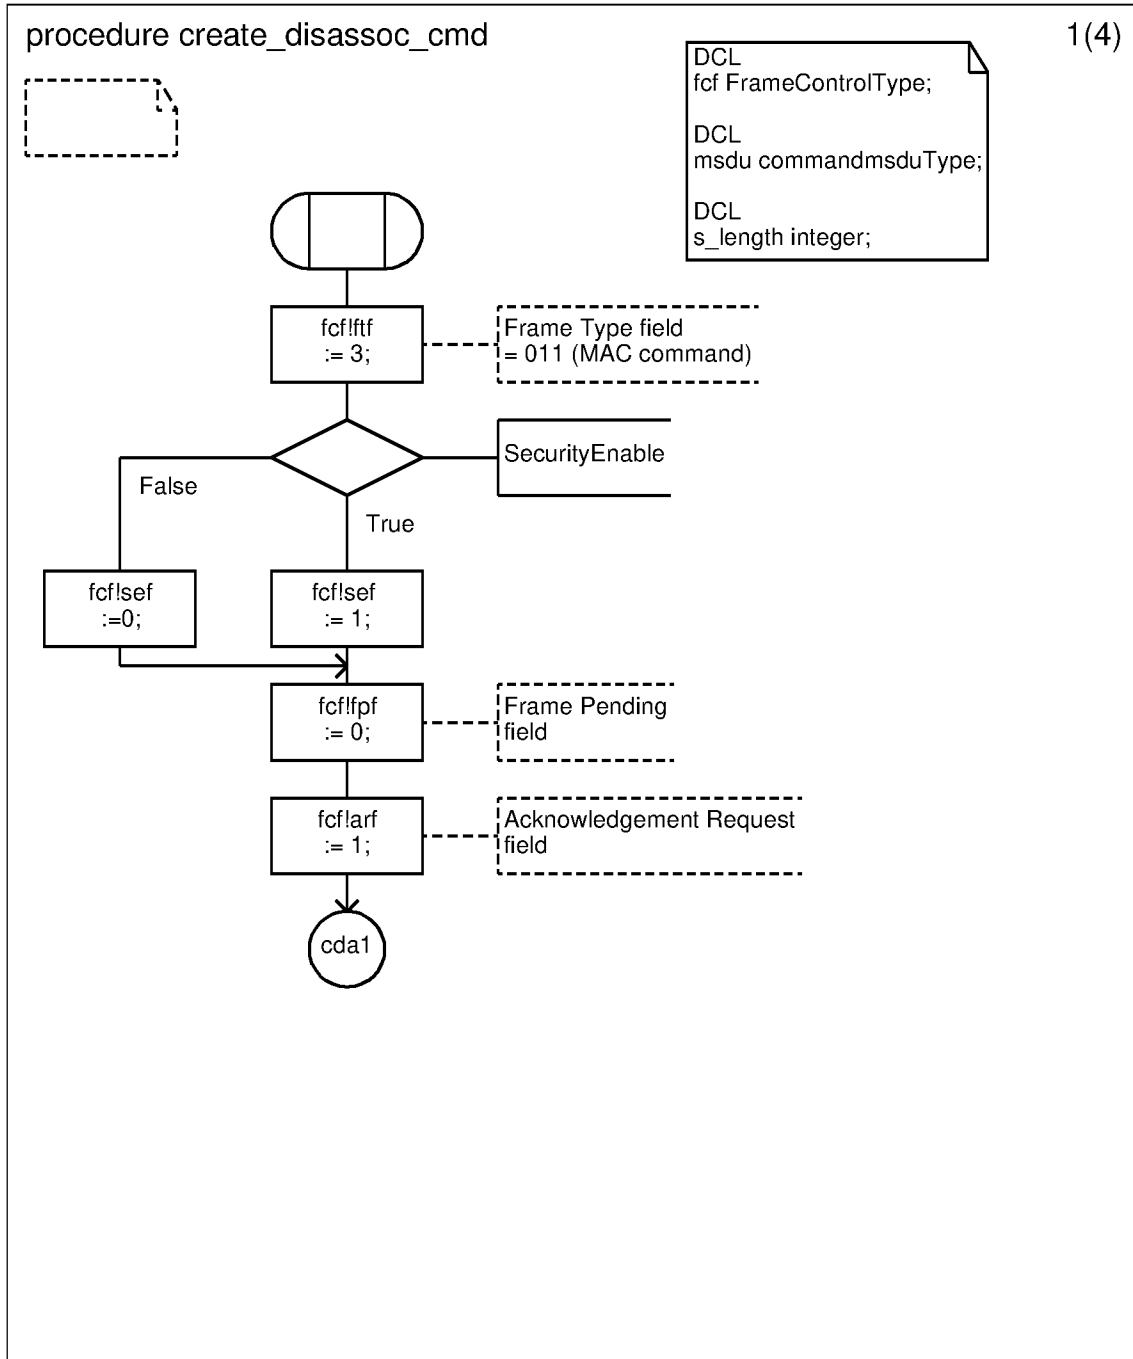 procedure create_disassoc_cmd
1(4)
DCL
fcf FrameControlType;
DCL
msdu commandmsduType;
DCL
s_length integer;
fcf!ftf
:= 3;
Frame Type field
= 011 (MAC command)
SecurityEnable
False
True
fcf!sef
:=0;
fcf!sef
:= 1;
fcf!fpf
:= 0;
Frame Pending
field
fcf!arf
:= 1;
Acknowledgement Request
field
cda1